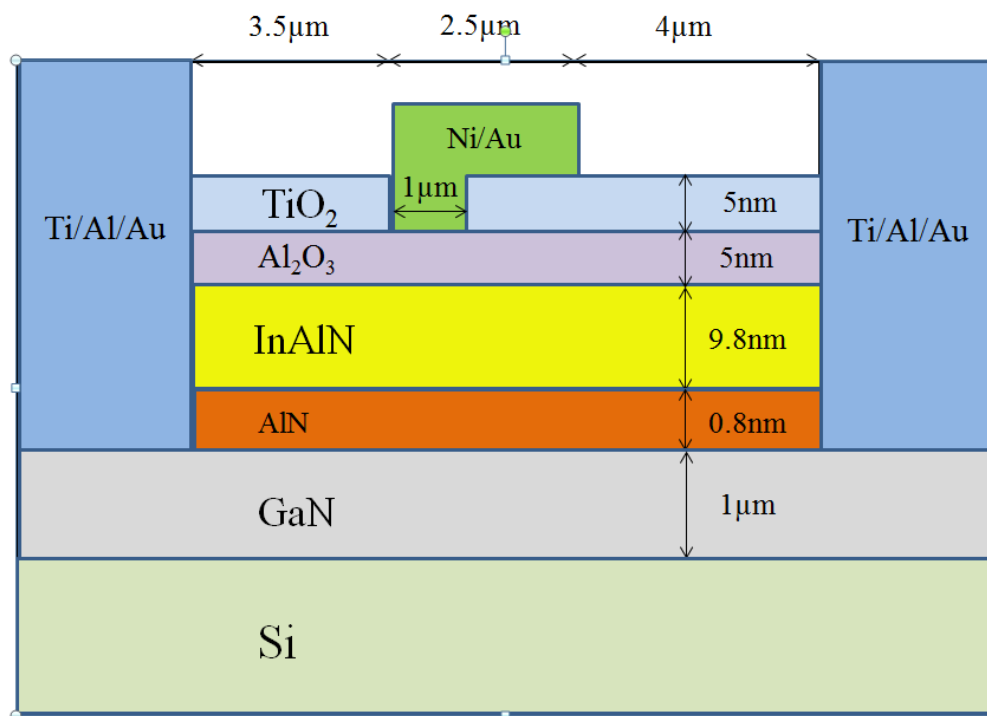 3.5µm 2.5µm 4µm
Ni/Au
1µm
TiO₂ 5nm
Ti/Al/Au Ti/Al/Au
Al₂O₃ 5nm
InAlN 9.8nm
AlN 0.8nm
GaN 1µm
Si